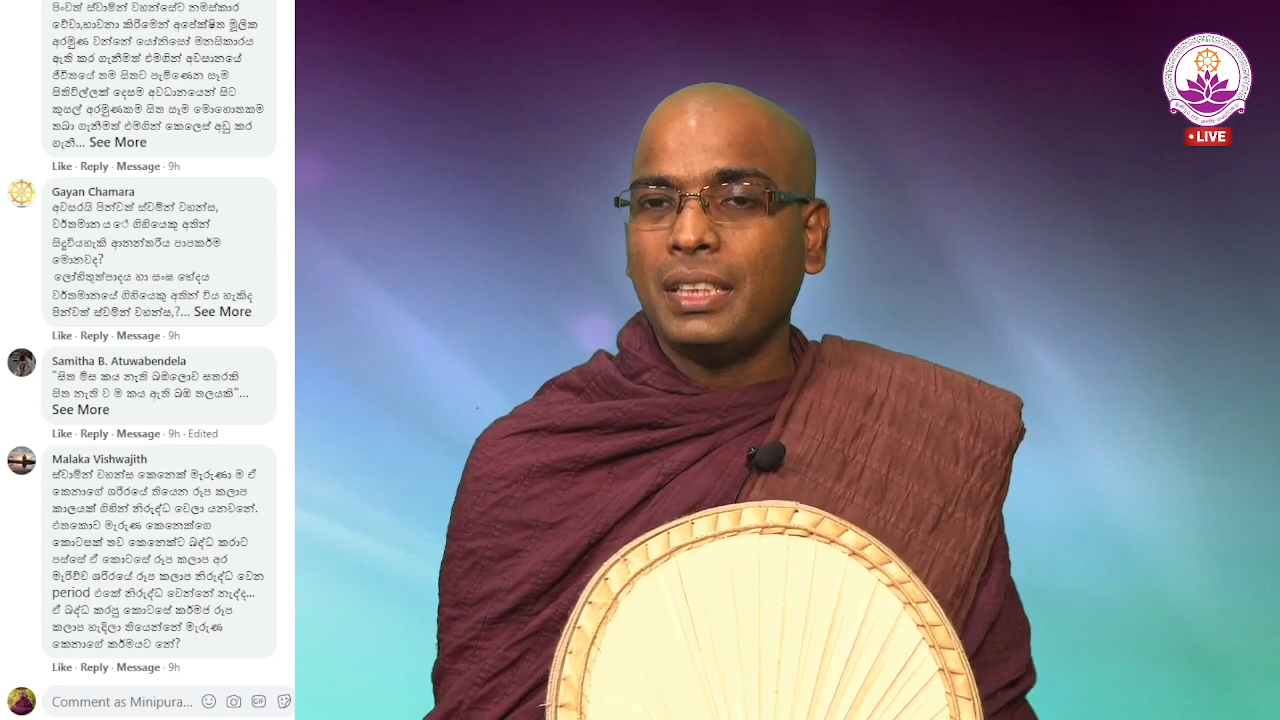 පිංවත් ස්වාමින් වහන්සේට නමස්කාර
වේවා,භාවනා කිරීමෙන් අපේක්ෂිත මූලික
අරමුණ වන්නේ යෝනිසෝ මනසිකාරය
ඇති කර ගැනීමත් එමගින් අවසානයේ
ජීවිතයේ තම සිතට පැමිණෙන සෑම
සිතිවිල්ලක් දෙසම අවධානයෙන් සිට
කුසල් අරමුණකම සිත සෑම මොහොතකම
තබා ගැනීමත් එමගින් කෙලෙස් අඩු කර
ගැනී... See More
Like · Reply · Message · 9h
Gayan Chamara
අවසරයි පින්වත් ස්වමීන් වහන්ස,
වර්තමාන ය ේ ගිහියෙකු අතින්
සිදුවියහැකි ආනන්තරීය පාපකර්ම
මොනවද?
ලෝහිතුත්පාදය හා සංඝ භේදය
වර්තමානයේ ගිහියෙකු අතින් විය හැකිද
පින්වත් ස්වමීන් වහන්ස,?... See More
Like · Reply · Message · 9h
Samitha B. Atuwabendela
"සිත මිස කය නැති බඹලොව සතරකි
සිත නැති ව ම කය ඇති බඹ තලයකි"...
See More
Like · Reply · Message · 9h · Edited
Malaka Vishwajith
ස්වාමීන් වහන්ස කෙනෙක් මැරුණා ම ඒ
කෙනාගේ ශරීරයේ තියෙන රූප කලාප
කාලයක් ගිහින් නිරුද්ධ වෙලා යනවනේ.
එතකොට මැරුණ කෙනෙක්ගෙ
කොටසක් තව කෙනෙක්ට බද්ධ කරාට
පස්සේ ඒ කොටසේ රූප කලාප අර
මැරිච්ච ශරීරයේ රූප කලාප නිරුද්ධ වෙන
period එකේ නිරුද්ධ වෙන්නේ නැද්ද...
ඒ බද්ධ කරපු කොටසේ කර්මජ රූප
කලාප හැදිලා තියෙන්නේ මැරුණ
කෙනාගේ කර්මයට නේ?
Like · Reply · Message · 9h
Comment as Minipura...
GIF
LIVE